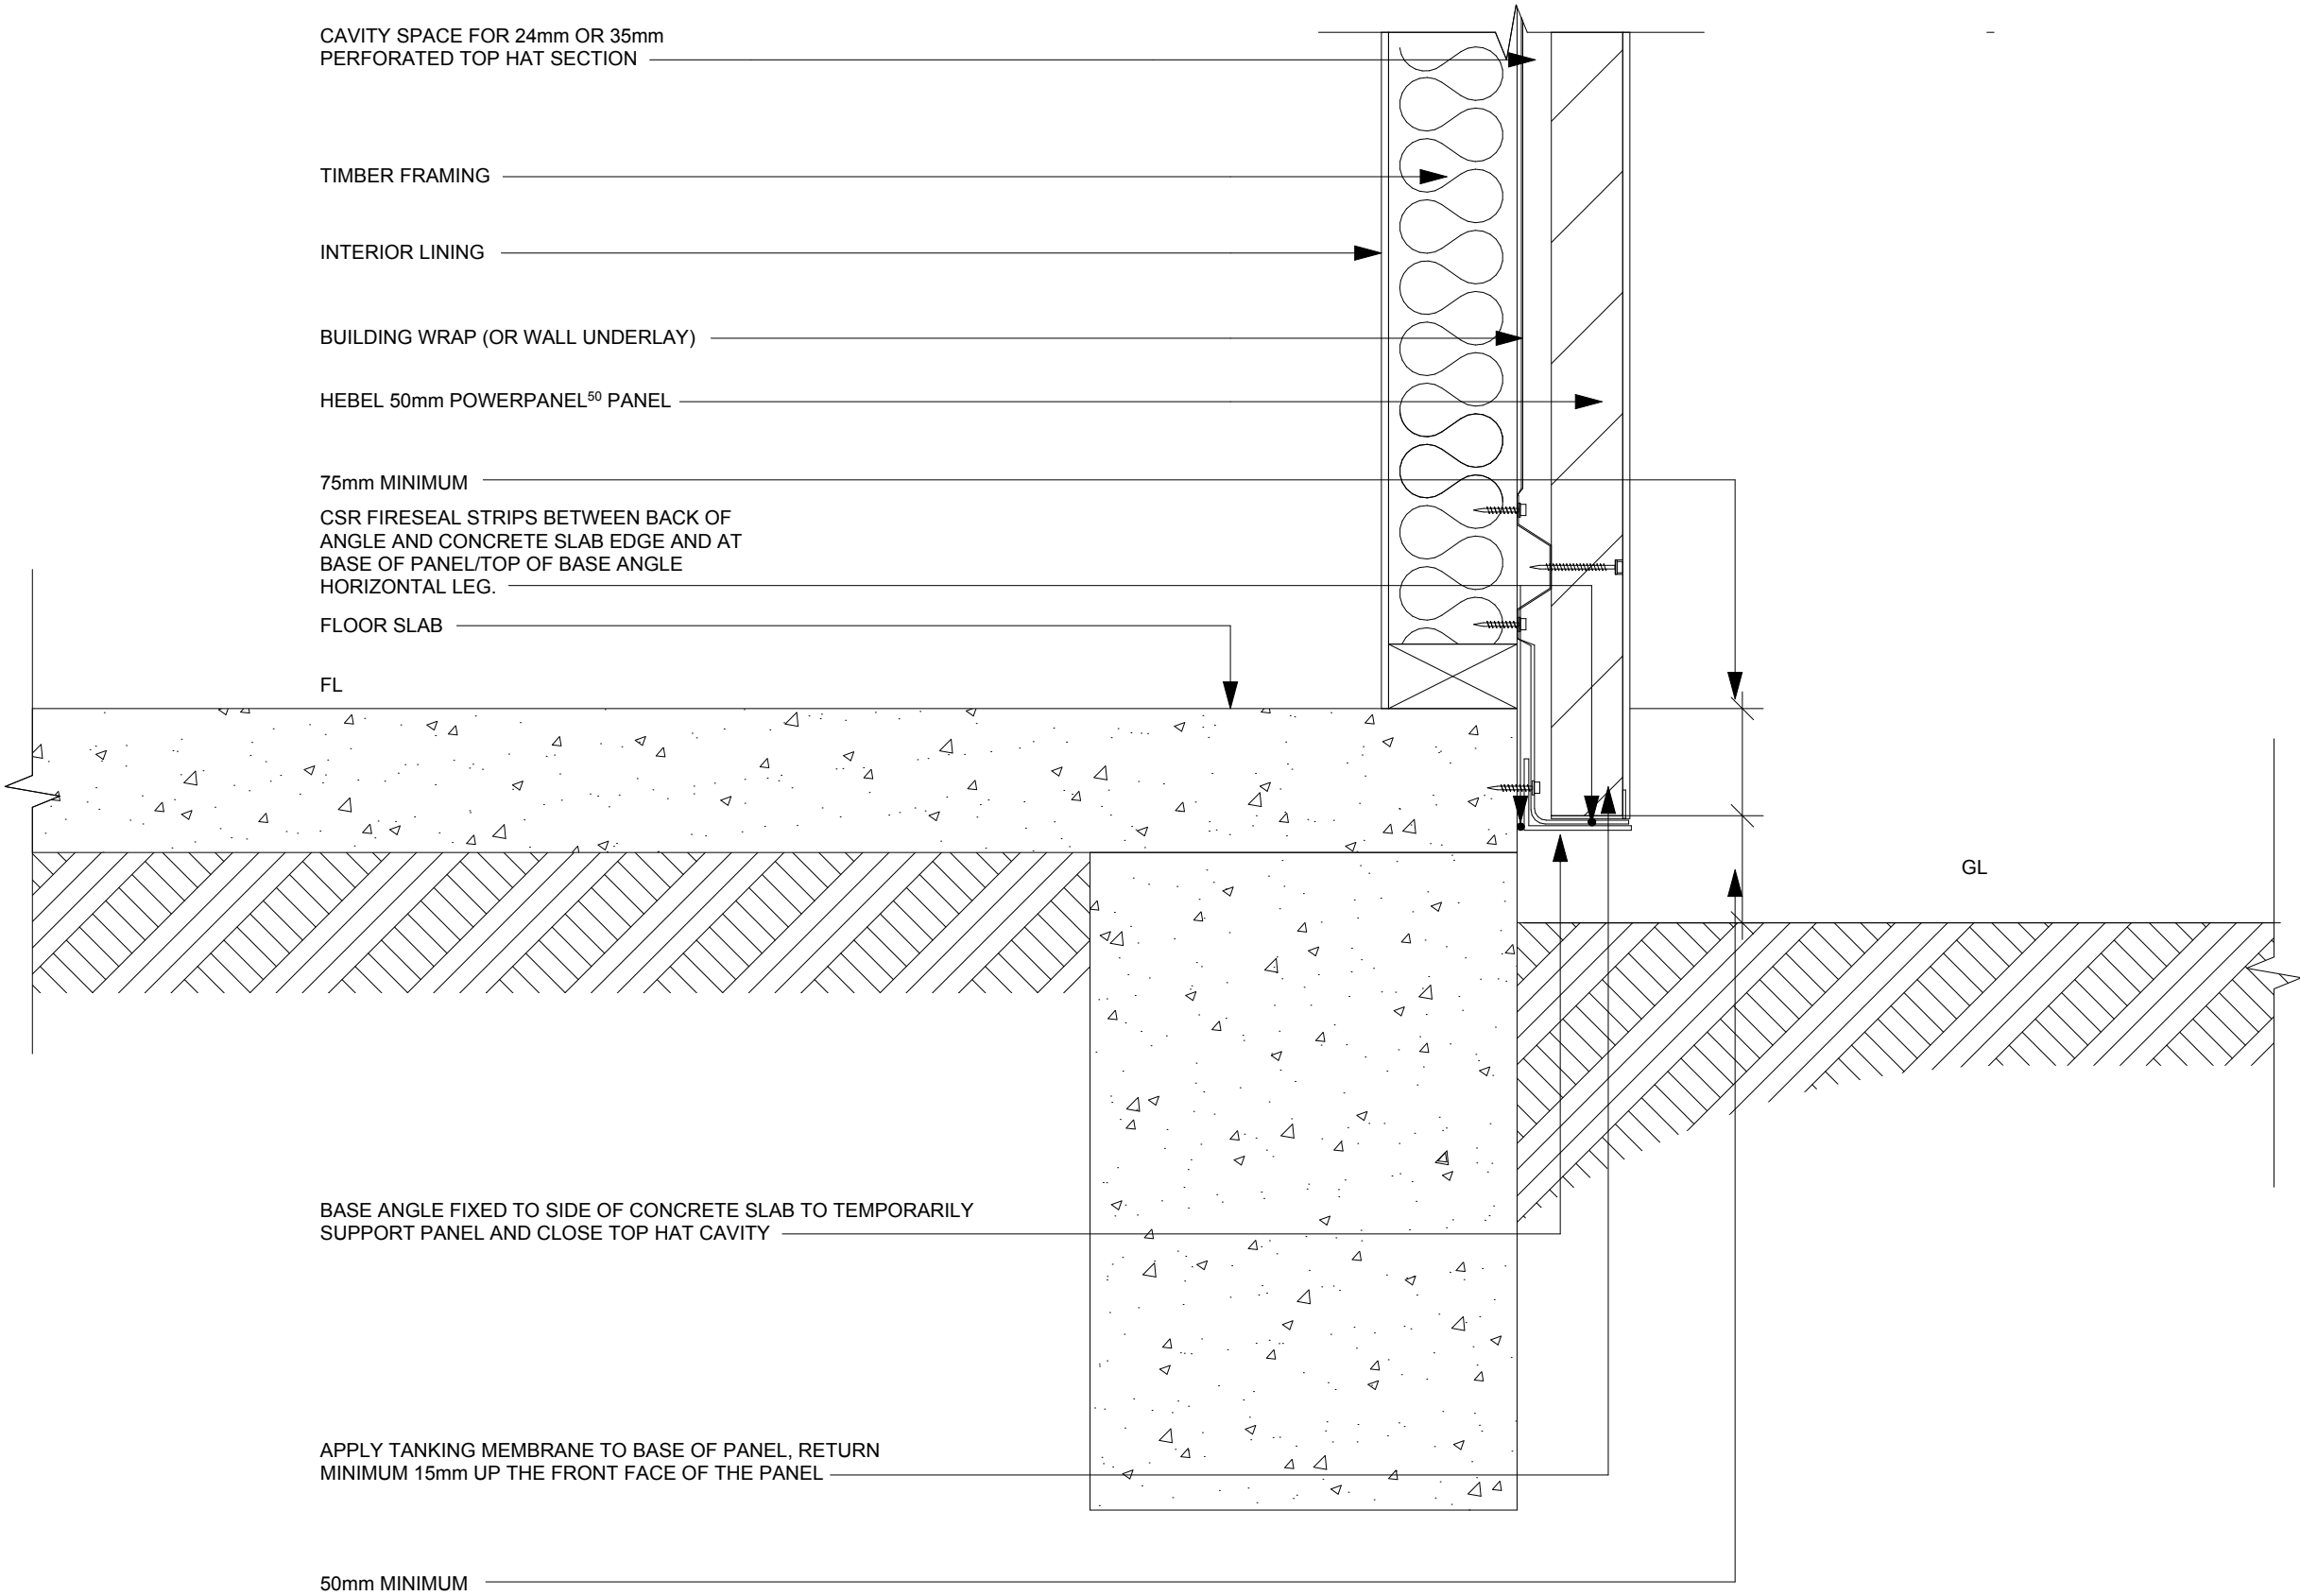 CAVITY SPACE FOR 24mm OR 35mm
PERFORATED TOP HAT SECTION
TIMBER FRAMING
INTERIOR LINING
BUILDING WRAP (OR WALL UNDERLAY)
HEBEL 50mm POWERPANEL⁵⁰ PANEL
75mm MINIMUM
CSR FIRESEAL STRIPS BETWEEN BACK OF
ANGLE AND CONCRETE SLAB EDGE AND AT
BASE OF PANEL/TOP OF BASE ANGLE
HORIZONTAL LEG.
FLOOR SLAB
FL
GL
BASE ANGLE FIXED TO SIDE OF CONCRETE SLAB TO TEMPORARILY
SUPPORT PANEL AND CLOSE TOP HAT CAVITY
APPLY TANKING MEMBRANE TO BASE OF PANEL, RETURN
MINIMUM 15mm UP THE FRONT FACE OF THE PANEL
50mm MINIMUM